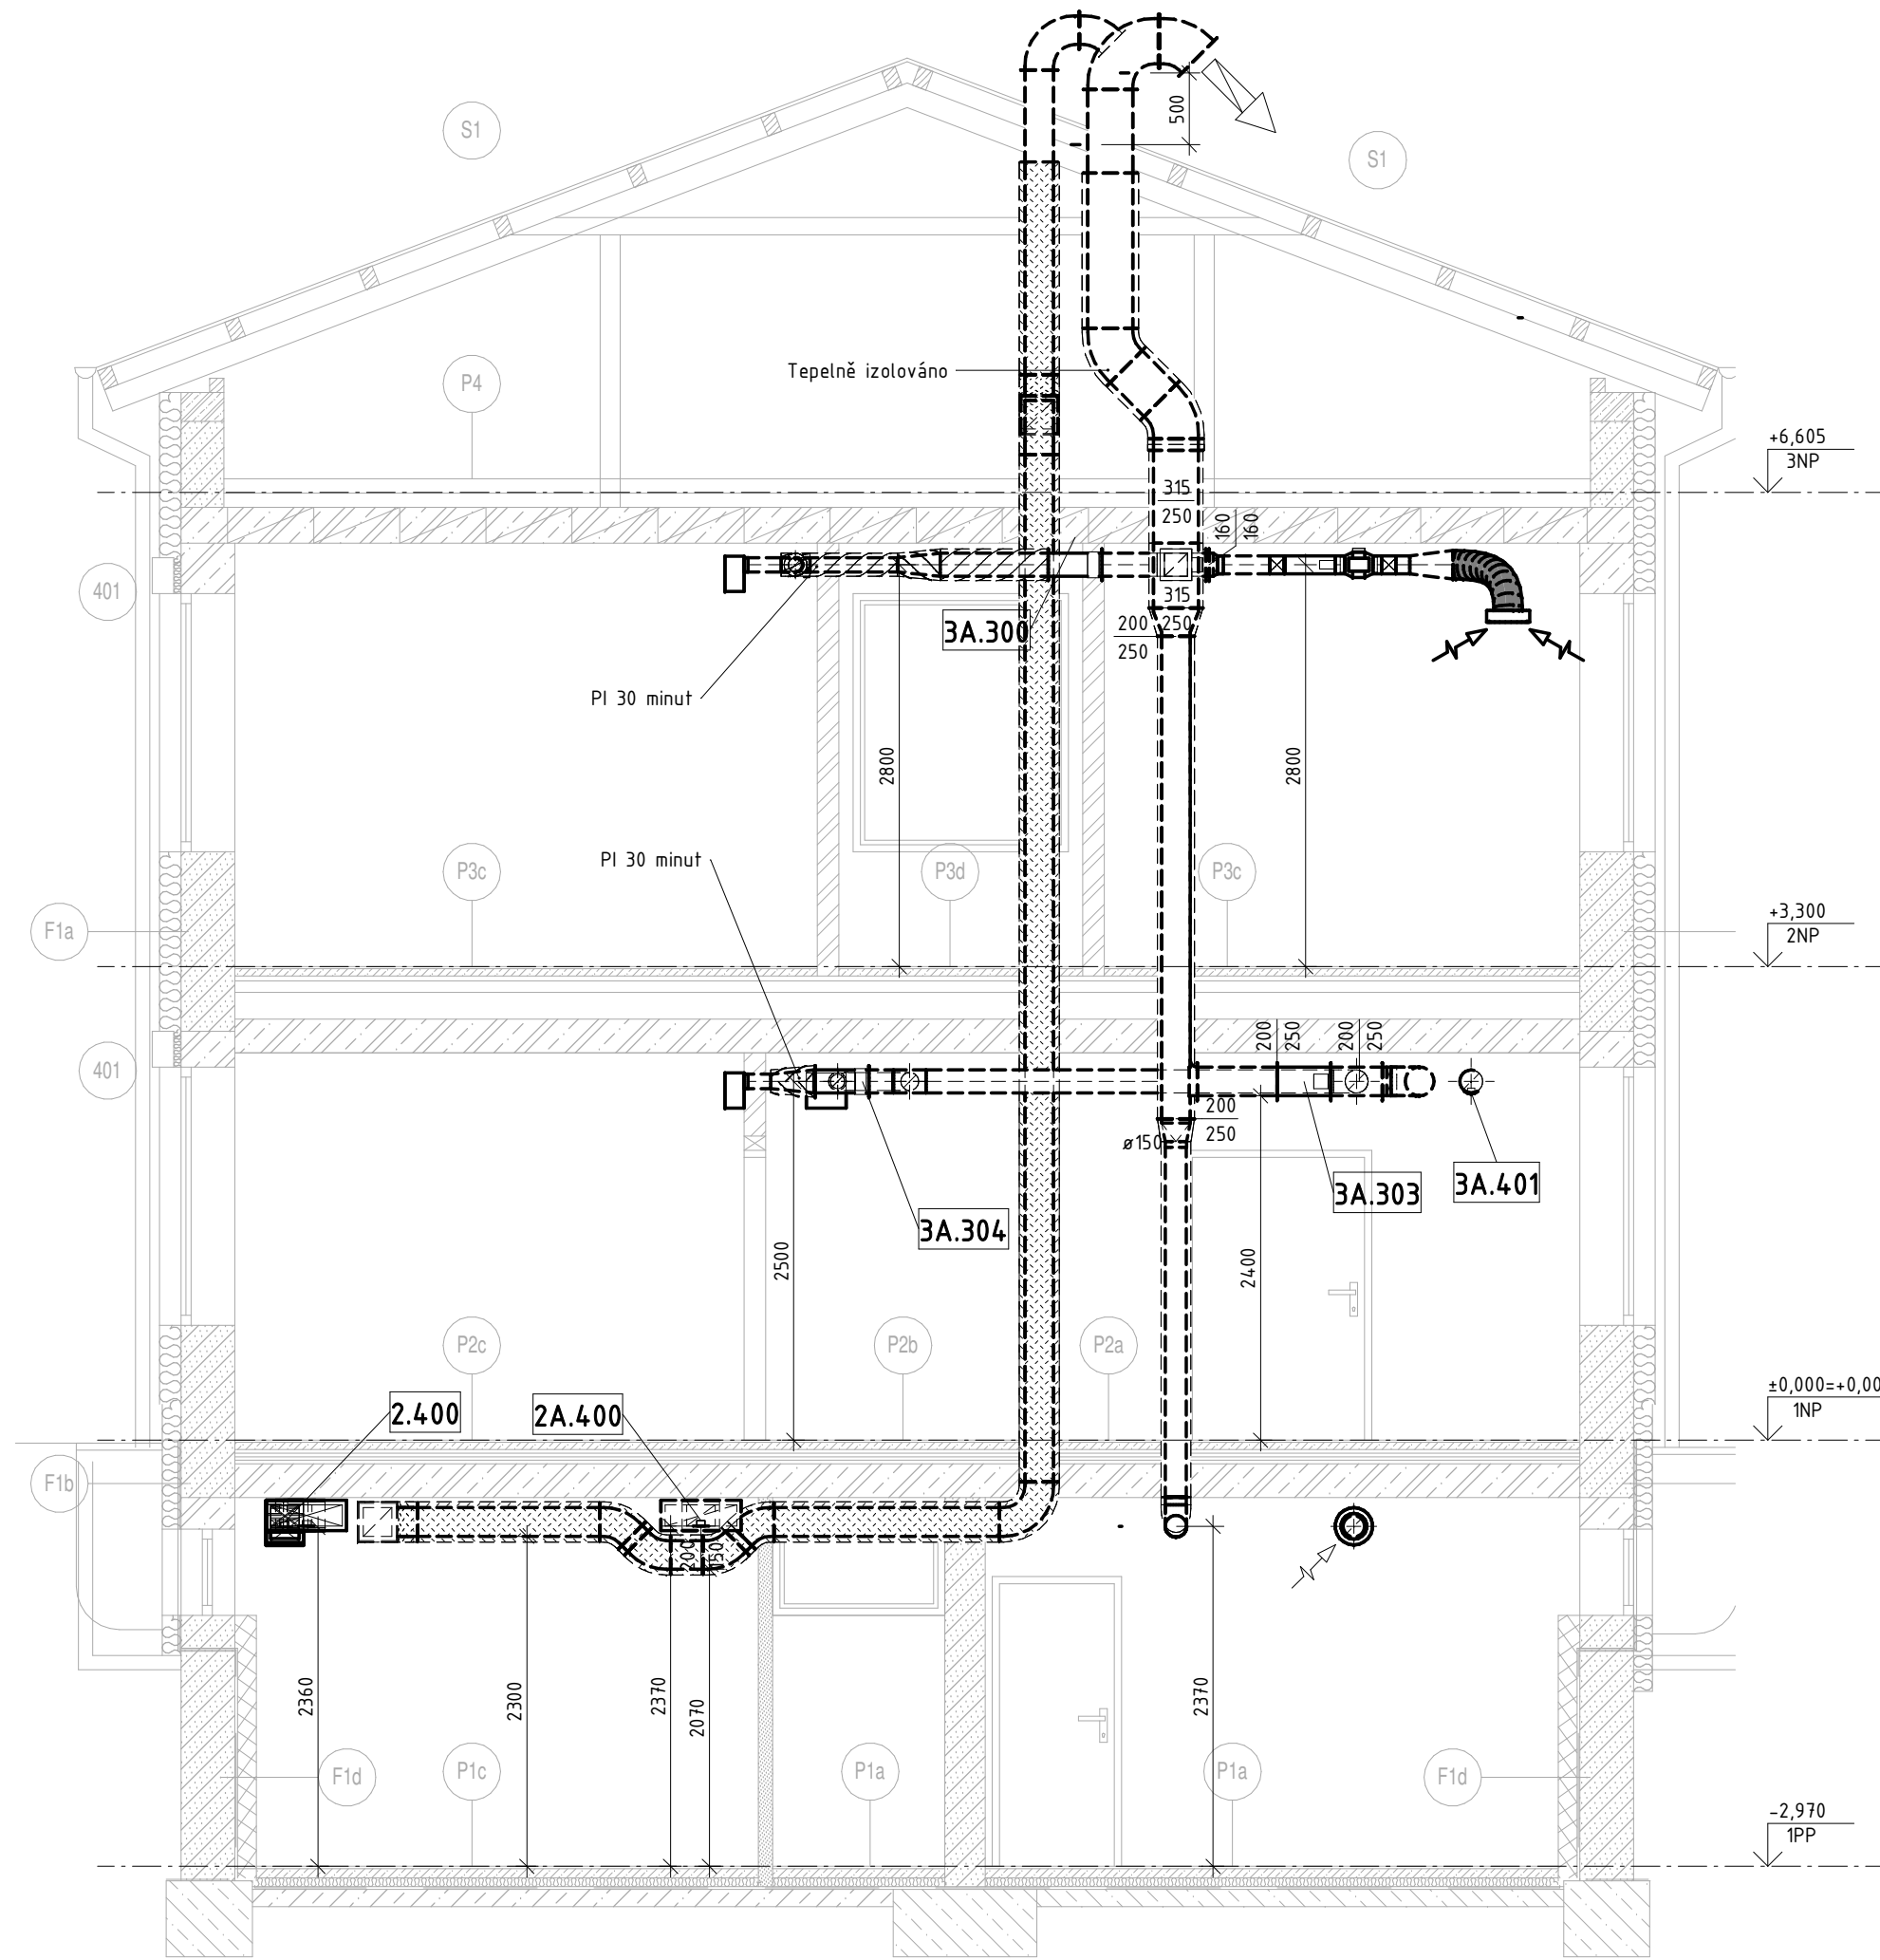 S1
S1
500
Tepelně izolováno
P4
+6,605
3NP
315
250
160
160
401
3A.300
315
250
200
250
PI 30 minut
2800
2800
PI 30 minut
P3c
P3d
P3c
F1a
+3,300
2NP
401
200
250
200
250
200
250
ø150
3A.303
3A.401
3A.304
2500
2400
P2c
P2b
P2a
±0,000=+0,00
1NP
2.400
2A.400
F1b
200
150
2360
2300
2370
2070
2370
F1d
P1c
P1a
P1a
F1d
-2,970
1PP